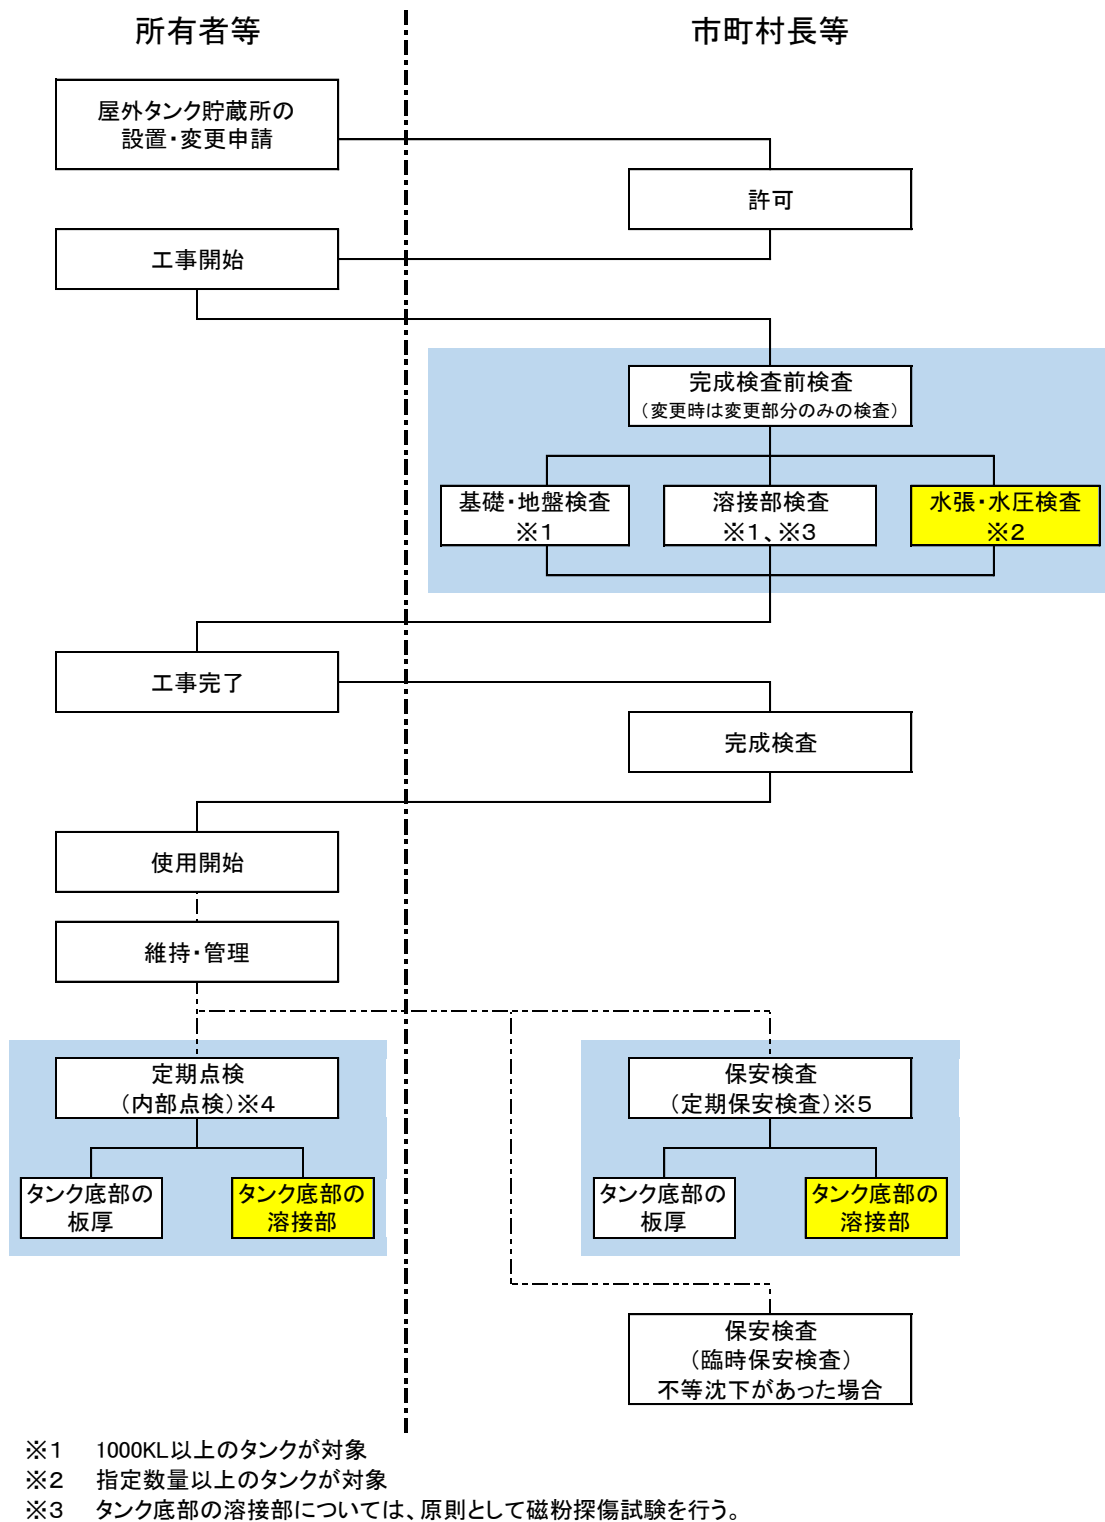 所有者等
市町村長等
屋外タンク貯蔵所の
設置・変更申請
許可
工事開始
完成検査前検査
（変更時は変更部分のみの検査）
基礎・地盤検査
※１
溶接部検査
※１、※３
水張・水圧検査
※２
工事完了
完成検査
使用開始
維持・管理
定期点検
（内部点検）※４
タンク底部の
板厚
タンク底部の
溶接部
保安検査
（定期保安検査）※５
タンク底部の
板厚
タンク底部の
溶接部
保安検査
（臨時保安検査）
不等沈下があった場合
※１　1000KL以上のタンクが対象
※２　指定数量以上のタンクが対象
※３　タンク底部の溶接部については、原則として磁粉探傷試験を行う。